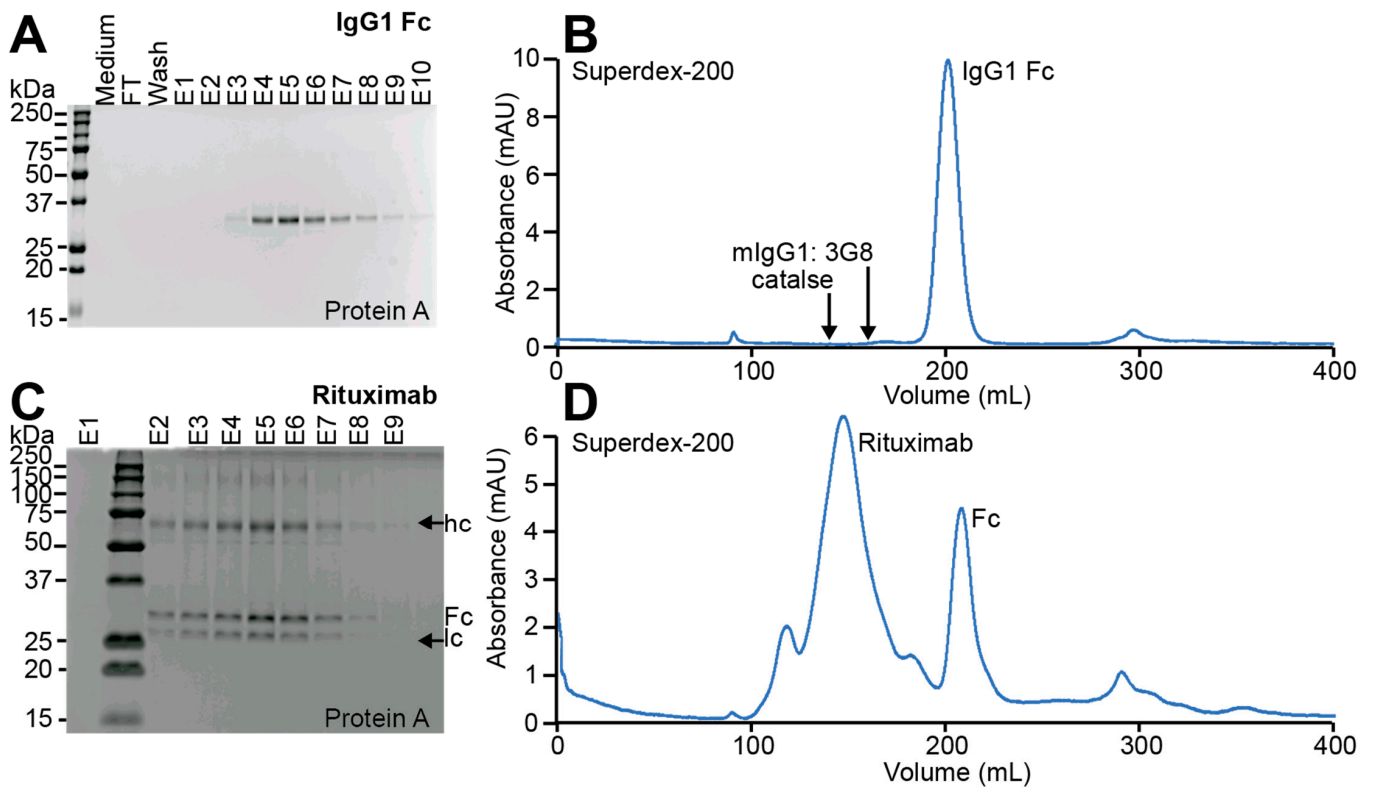 A
IgG1 Fc
kDa
Medium
FT
Wash
E1
E2
E3
E4
E5
E6
E7
E8
E9
E10
250
75
50
37
25
20
15
Protein A
B
Superdex-200
IgG1 Fc
mIgG1: 3G8
catalse
Absorbance (mAU)
10
8
6
4
2
0
0 100 200 300 400
Volume (mL)
C
Rituximab
kDa
E1
E2
E3
E4
E5
E6
E7
E8
E9
250
150
100
75
50
37
25
20
15
hc
Fc
lc
Protein A
D
Superdex-200
Rituximab
Fc
Absorbance (mAU)
6
5
4
3
2
1
0
0 100 200 300 400
Volume (mL)